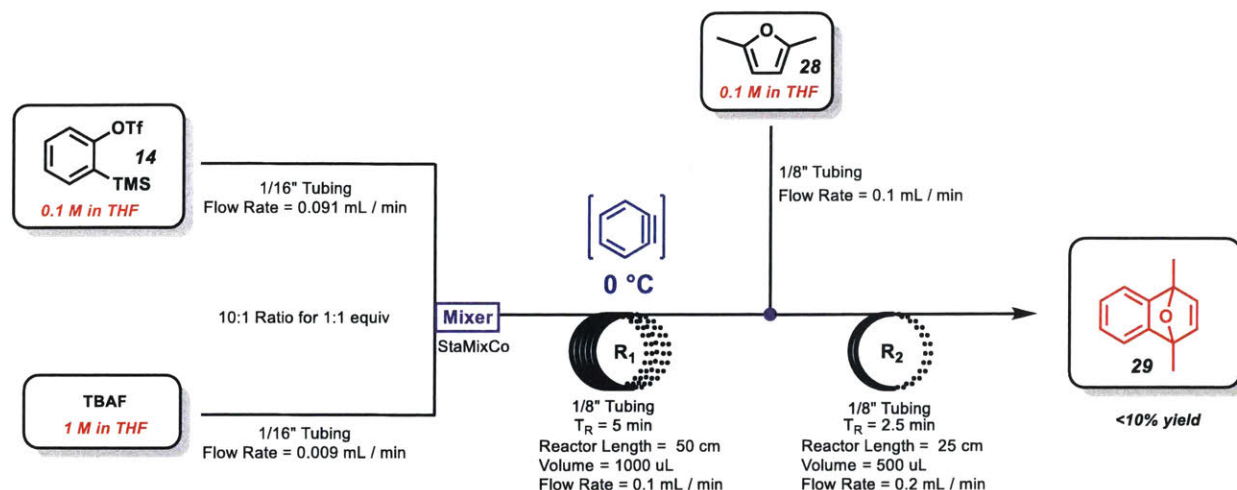 O
28
0.1 M in THF
OTf
14
TMS
0.1 M in THF
1/16" Tubing
Flow Rate = 0.091 mL / min
1/8" Tubing
Flow Rate = 0.1 mL / min
0 °C
10:1 Ratio for 1:1 equiv
Mixer
StaMixCo
R1
R2
O
29
<10% yield
TBAF
1 M in THF
1/16" Tubing
Flow Rate = 0.009 mL / min
1/8" Tubing
TR = 5 min
Reactor Length = 50 cm
Volume = 1000 uL
Flow Rate = 0.1 mL / min
1/8" Tubing
TR = 2.5 min
Reactor Length = 25 cm
Volume = 500 uL
Flow Rate = 0.2 mL / min